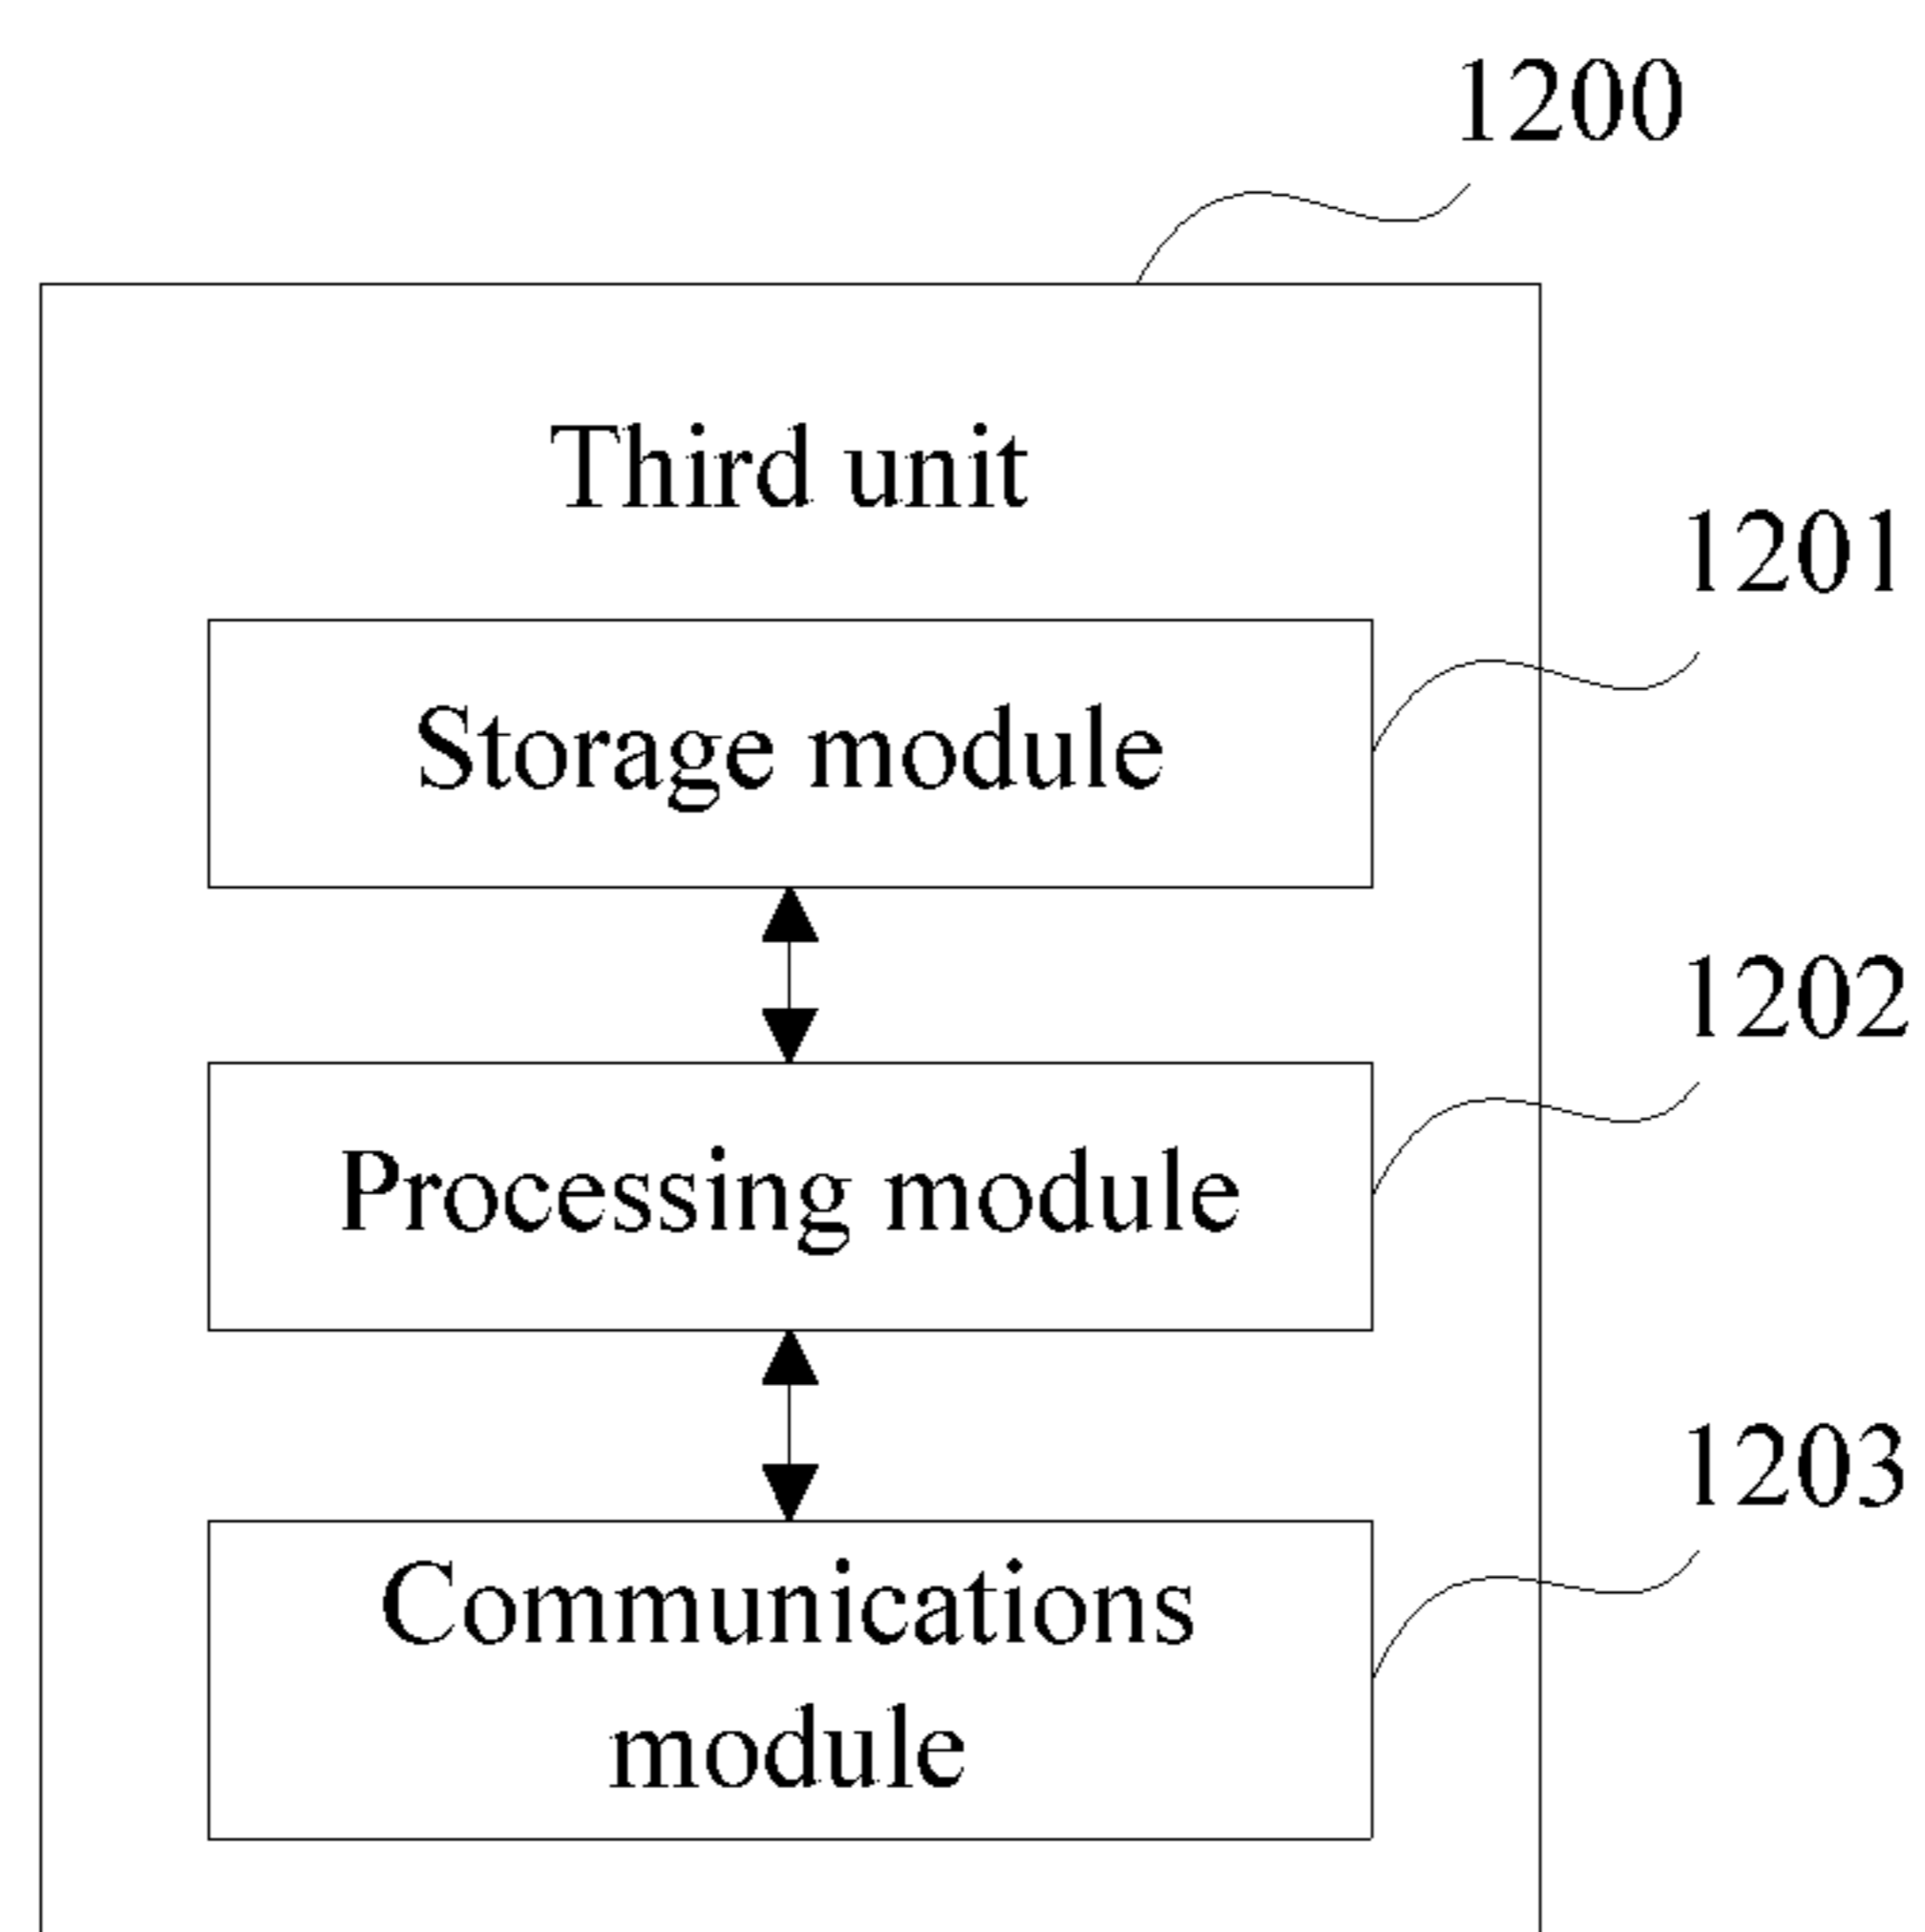 1200
Third unit
1201
Storage module
1202
Processing module
1203
Communications
module